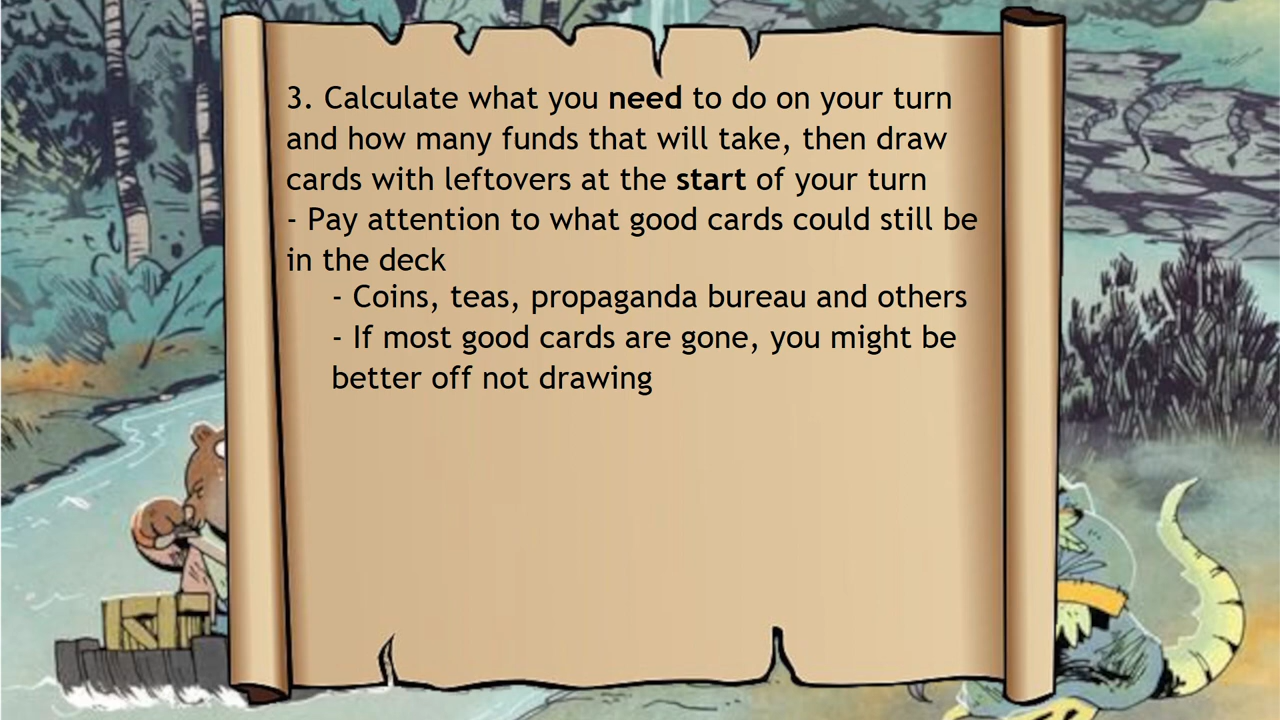 3. Calculate what you need to do on your turn
and how many funds that will take, then draw
cards with leftovers at the start of your turn
- Pay attention to what good cards could still be
in the deck
- Coins, teas, propaganda bureau and others
- If most good cards are gone, you might be
better off not drawing